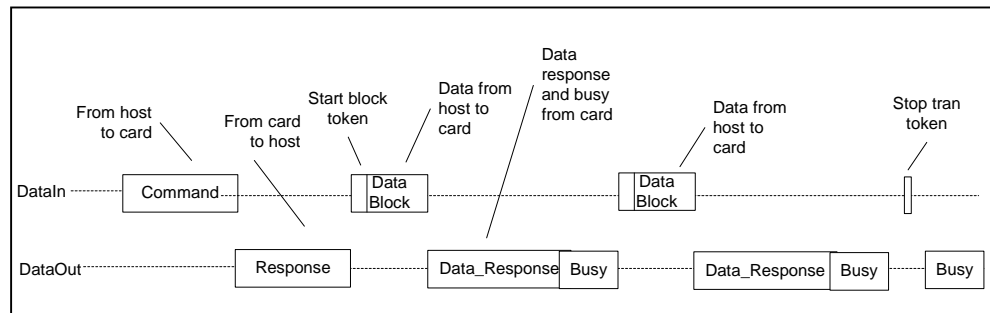 From host
to card
From card
to host
Start block
token
Data from
host to
card
Data
response
and busy
from card
Data from
host to
card
Stop tran
token
DataIn
Command
Data
Block
Data
Block
DataOut
Response
Data_Response
Busy
Data_Response
Busy
Busy